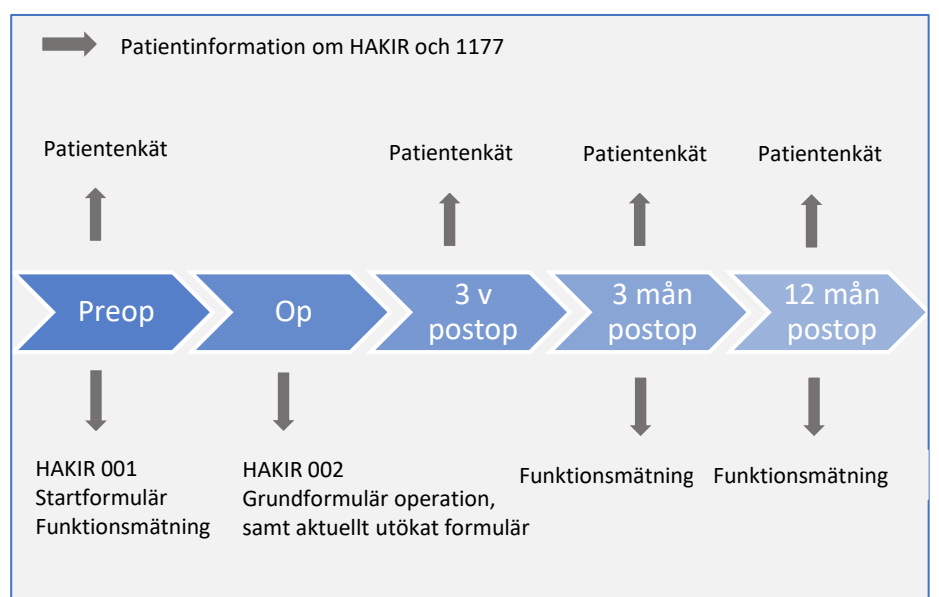 Patientinformation om HAKIR och 1177
Patientenkät
Patientenkät
Patientenkät
Patientenkät
Preop
Op
3 v
postop
3 mån
postop
12 mån
postop
HAKIR 001
Startformulär
Funktionsmätning
HAKIR 002
Grundformulär operation,
samt aktuellt utökat formulär
Funktionsmätning
Funktionsmätning